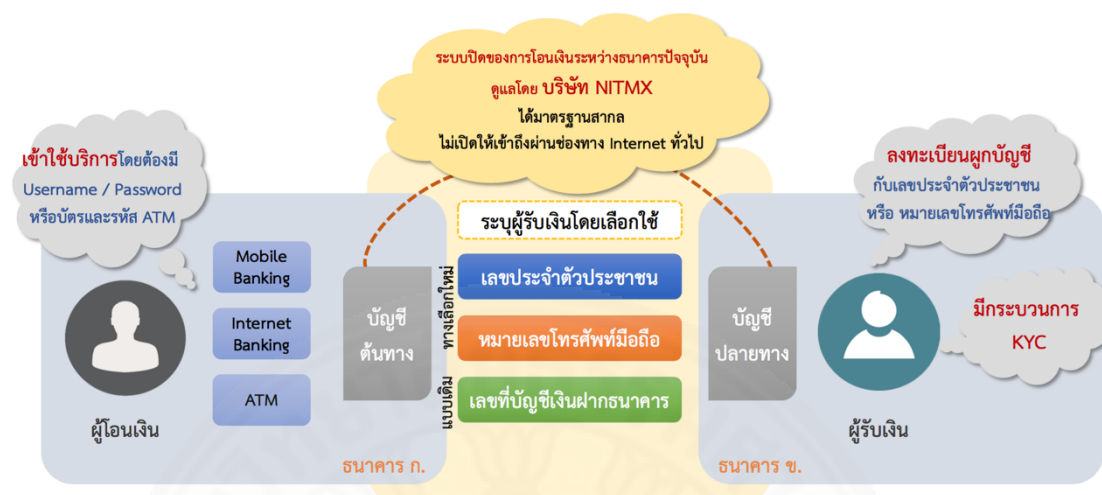 ระบบปิดของการโอนเงินระหว่างธนาคารปัจจุบัน
ดูแลโดย บริษัท NITMX
ได้มาตรฐานสากล
ไม่เปิดให้เข้าถึงผ่านช่องทาง Internet ทั่วไป
เข้าใช้บริการโดยต้องมี
Username / Password
หรือบัตรและรหัส ATM
ลงทะเบียนผูกบัญชี
กับเลขประจำตัวประชาชน
หรือ หมายเลขโทรศัพท์มือถือ
ระบุผู้รับเงินโดยเลือกใช้
Mobile
Banking
Internet
Banking
ATM
ผู้โอนเงิน
บัญชี
ต้นทาง
ธนาคาร ก.
ทางเลือกใหม่
เลขประจำตัวประชาชน
หมายเลขโทรศัพท์มือถือ
แบบเดิม
เลขที่บัญชีเงินฝากธนาคาร
บัญชี
ปลายทาง
ธนาคาร ข.
มีกระบวนการ
KYC
ผู้รับเงิน